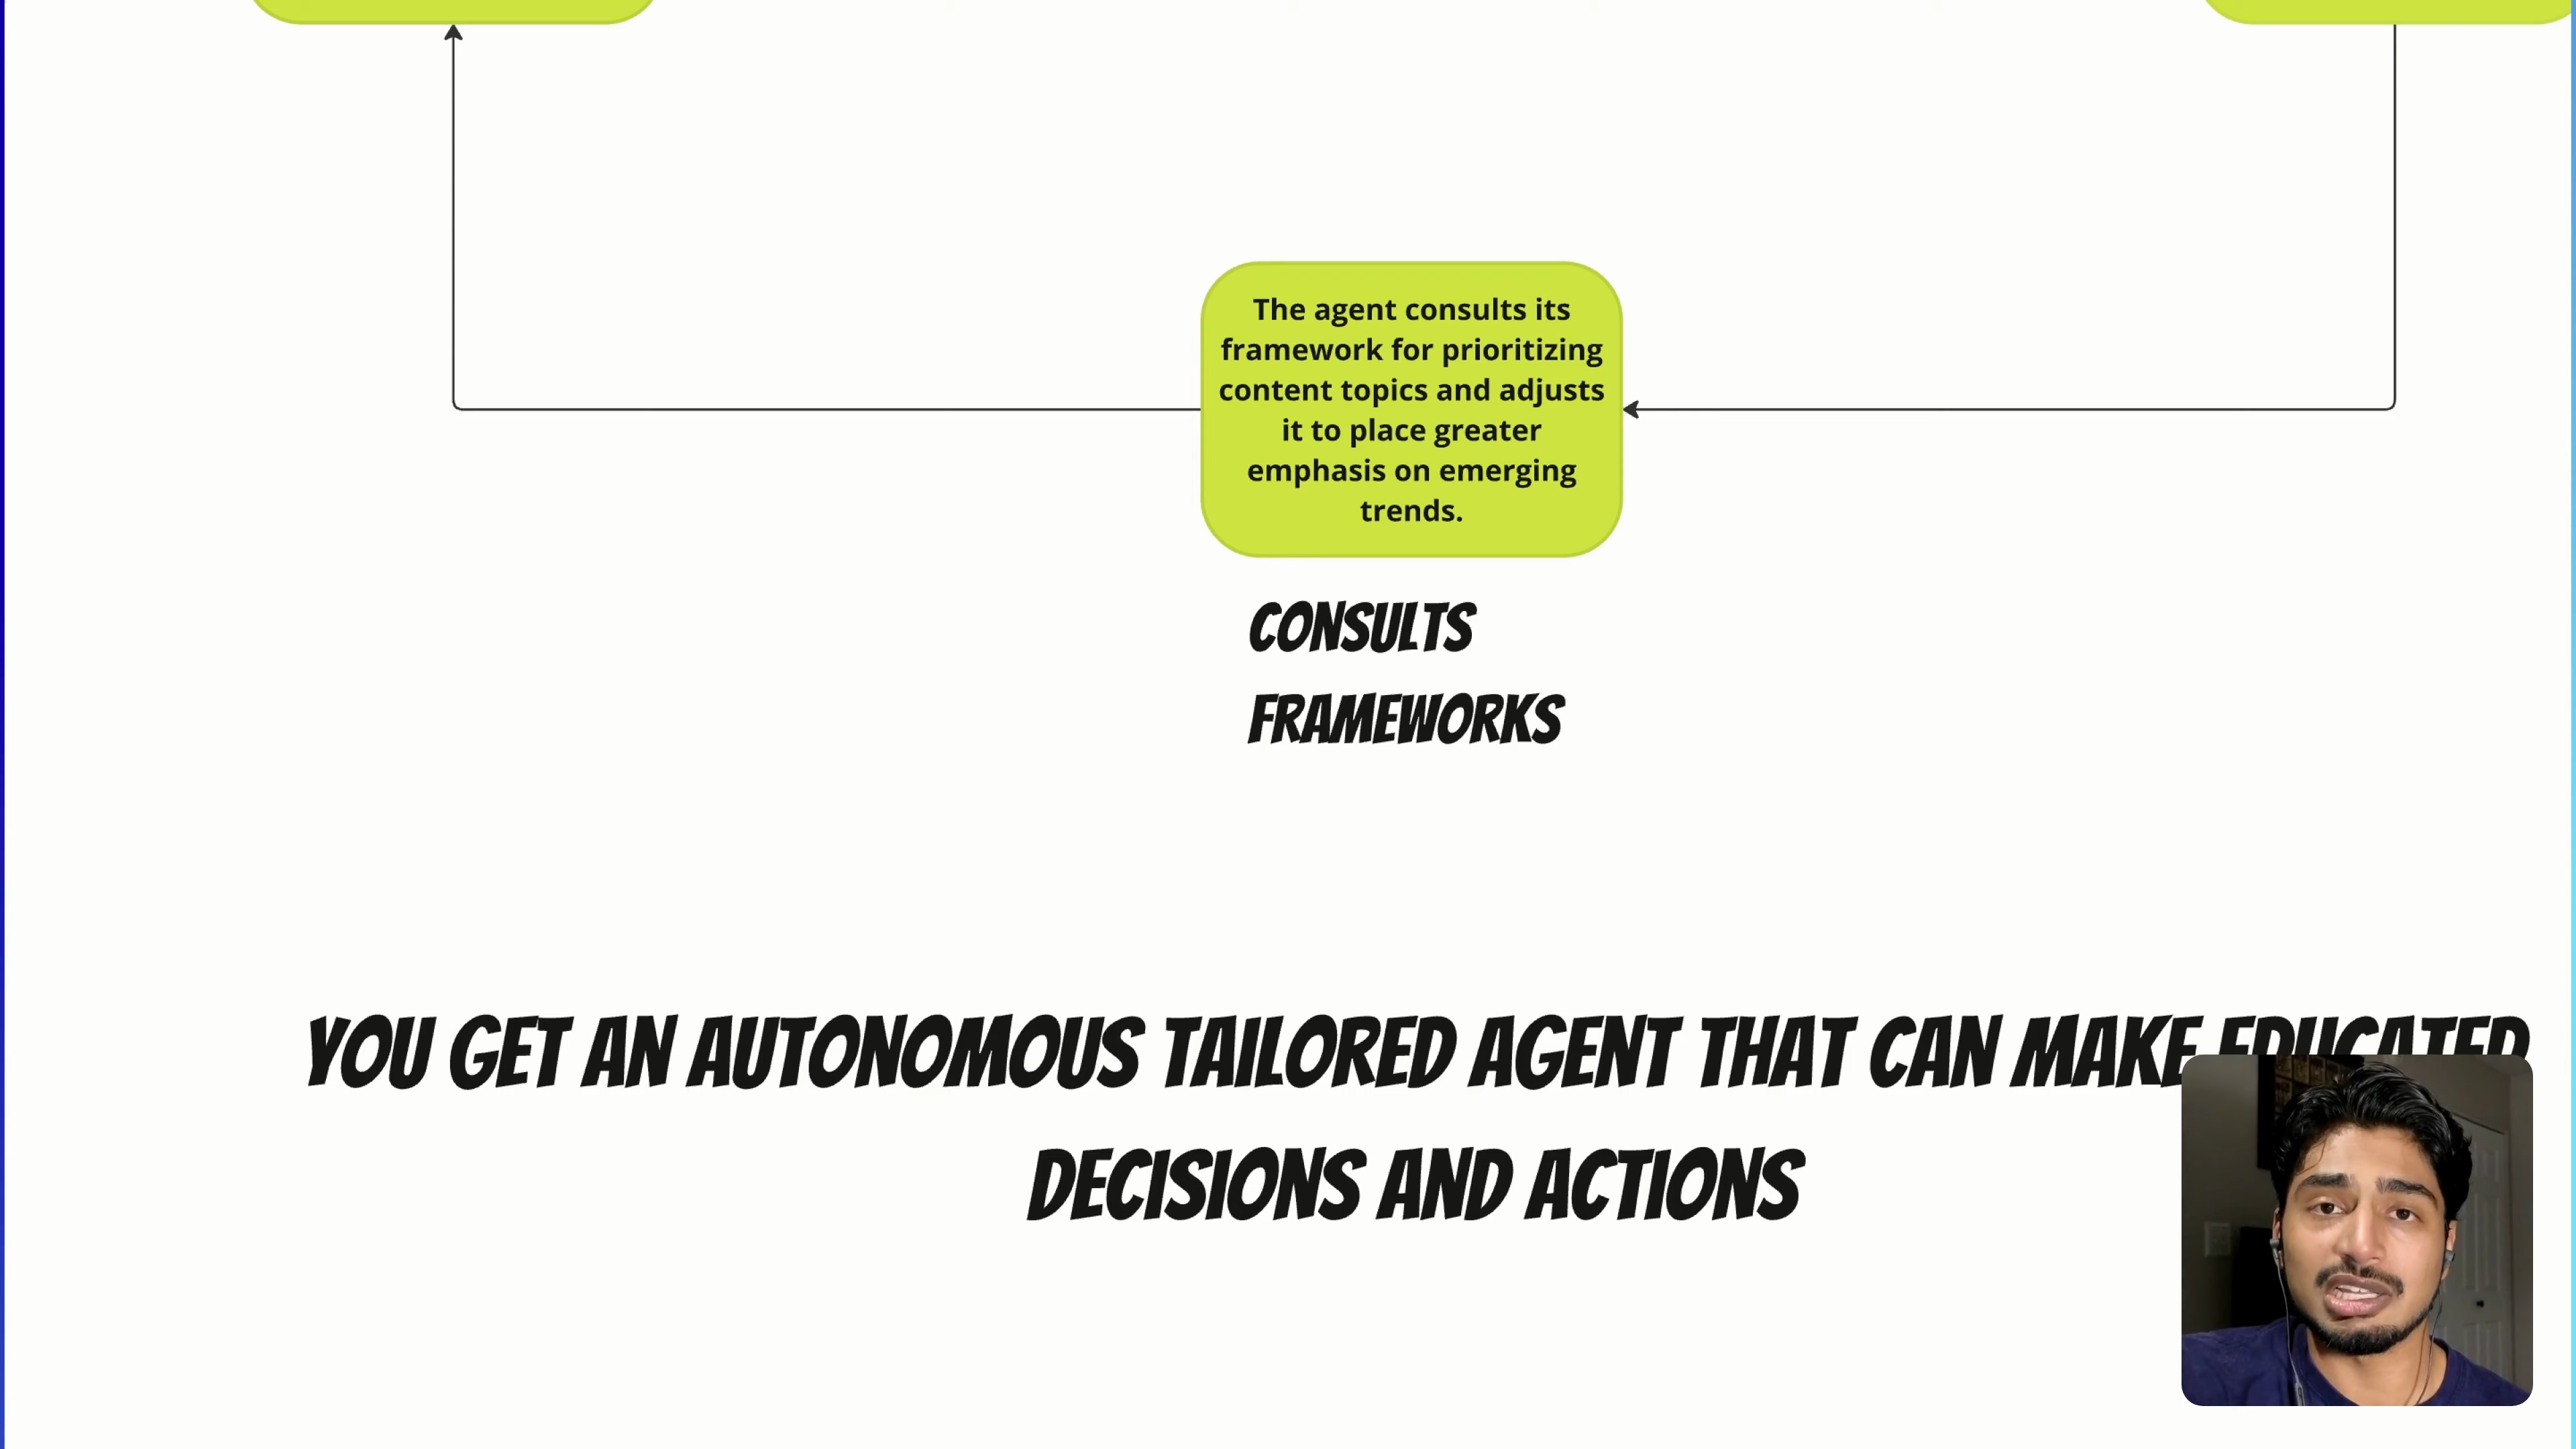 The agent consults its
framework for prioritizing
content topics and adjusts
it to place greater
emphasis on emerging
trends.
CONSULTS
FRAMEWORKS
YOU GET AN AUTONOMOUS TAILORED AGENT THAT CAN MAKE EDUCATED
DECISIONS AND ACTIONS